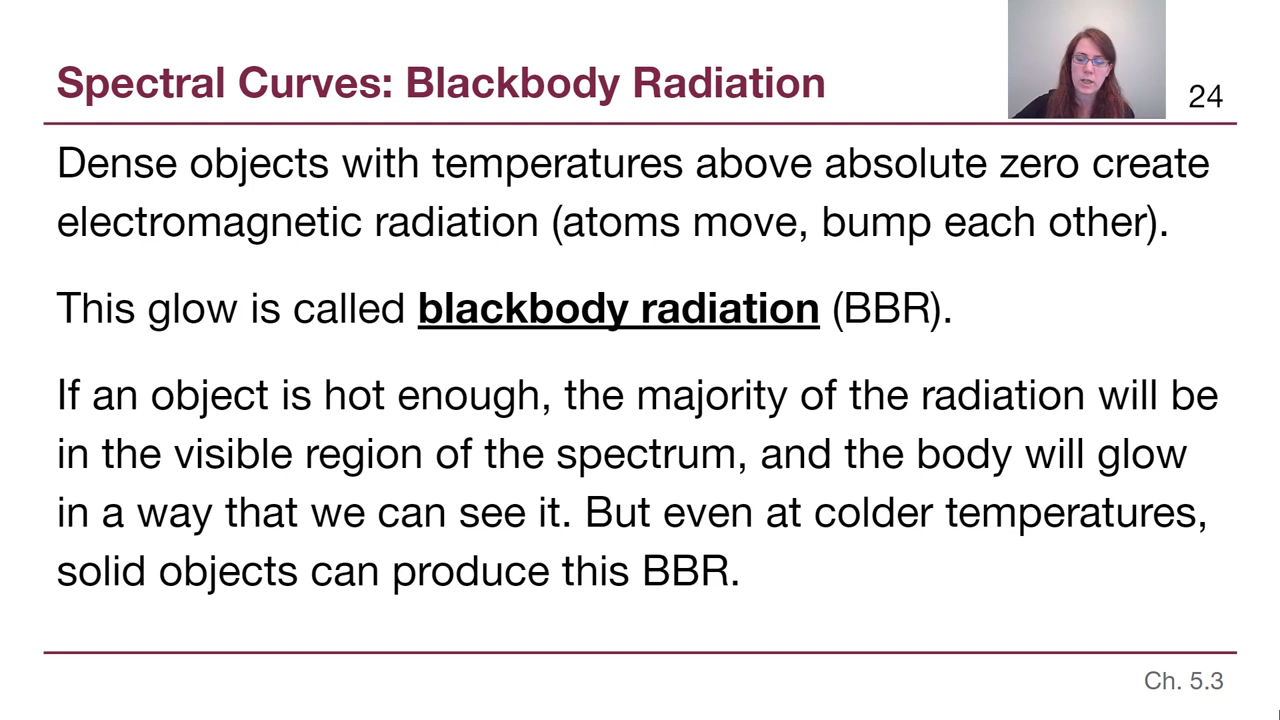 Spectral Curves: Blackbody Radiation
24
Dense objects with temperatures above absolute zero create
electromagnetic radiation (atoms move, bump each other).
This glow is called blackbody radiation (BBR).
If an object is hot enough, the majority of the radiation will be
in the visible region of the spectrum, and the body will glow
in a way that we can see it. But even at colder temperatures,
solid objects can produce this BBR.
Ch. 5.3